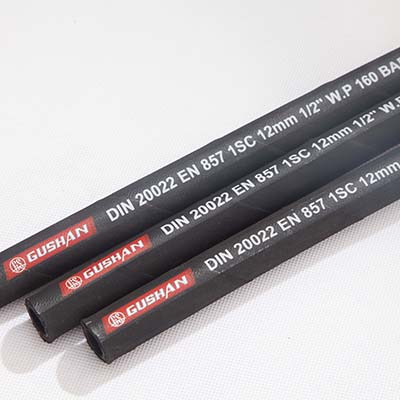 GUSHAN DIN 20022 EN 857 1SC 12mm 1/2" W.P 160 BAR
GUSHAN DIN 20022 EN 857 1SC 12mm 1/2" W.P
GUSHAN DIN 20022 EN 857 1SC 12mm